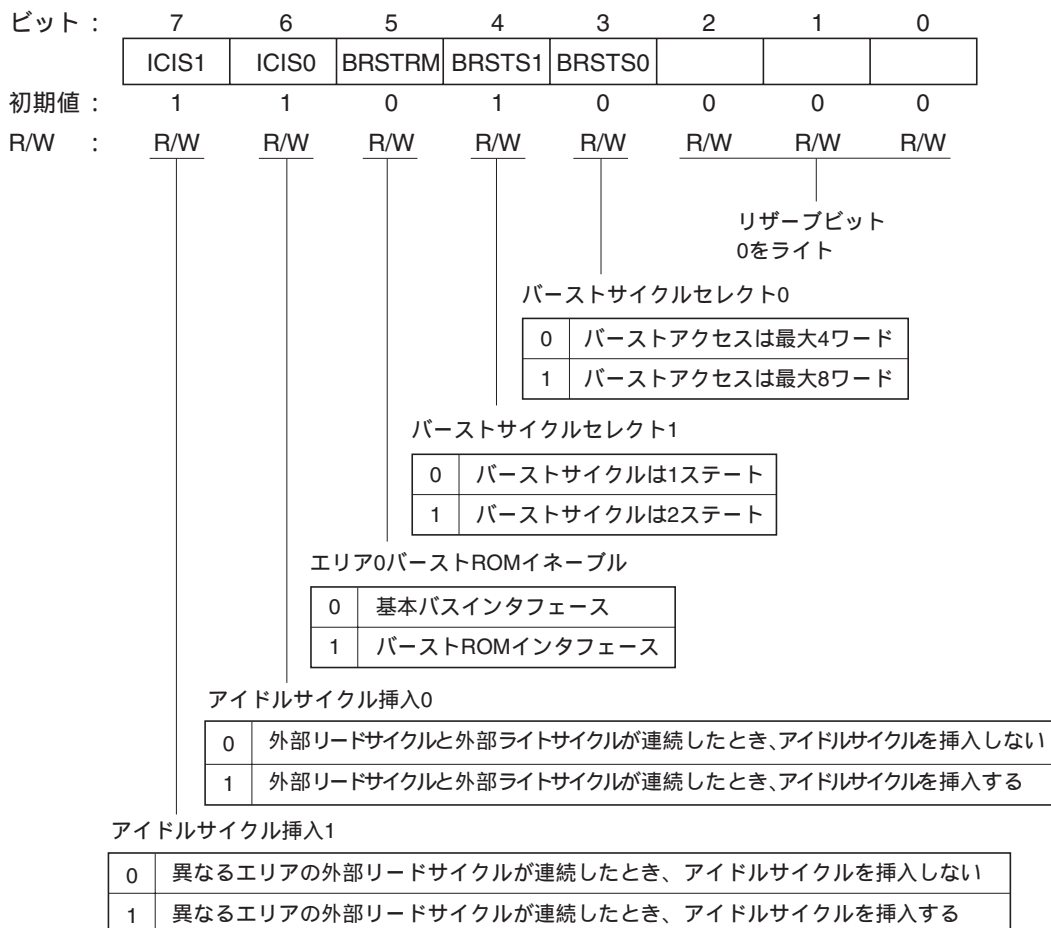 ビット： 7 6 5 4 3 2 1 0
ICIS1 ICIS0 BRSTRM BRSTS1 BRSTS0
初期値： 1 1 0 1 0 0 0 0
R/W ： R/W R/W R/W R/W R/W R/W R/W R/W
リザーブビット
0をライト
バーストサイクルセレクト0
0 バーストアクセスは最大4ワード
1 バーストアクセスは最大8ワード
バーストサイクルセレクト1
0 バーストサイクルは1ステート
1 バーストサイクルは2ステート
エリア0バーストROMイネーブル
0 基本バスインタフェース
1 バーストROMインタフェース
アイドルサイクル挿入0
0 外部リードサイクルと外部ライトサイクルが連続したとき、アイドルサイクルを挿入しない
1 外部リードサイクルと外部ライトサイクルが連続したとき、アイドルサイクルを挿入する
アイドルサイクル挿入1
0 異なるエリアの外部リードサイクルが連続したとき、アイドルサイクルを挿入しない
1 異なるエリアの外部リードサイクルが連続したとき、アイドルサイクルを挿入する